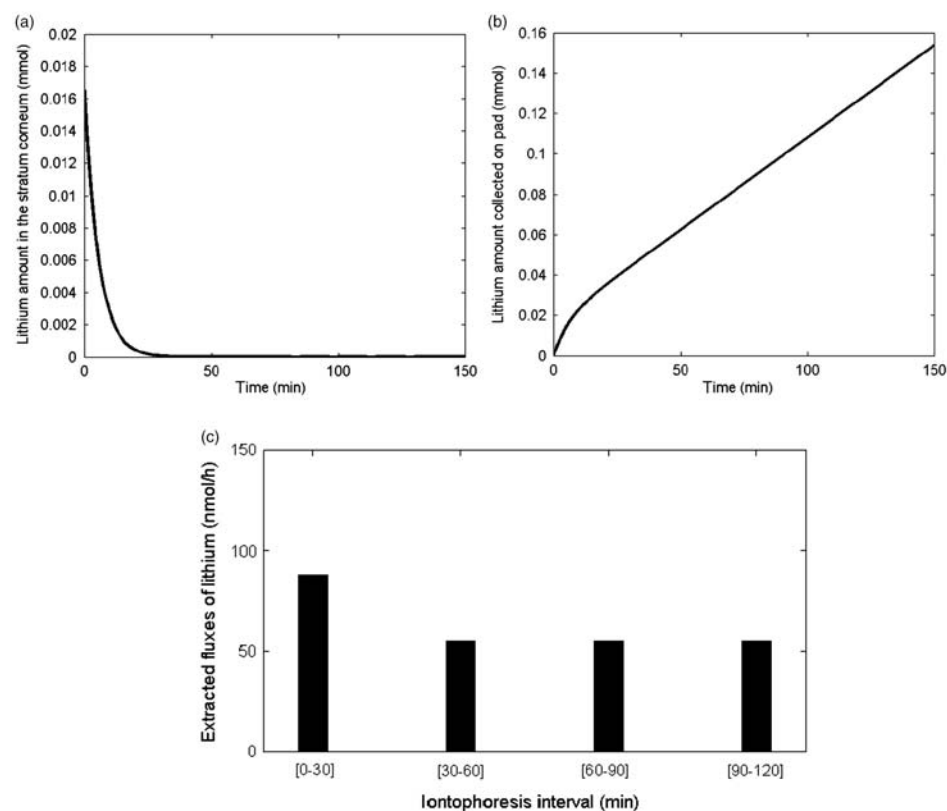 (a)
Lithium amount in the stratum corneum (mmol)
0.02
0.018
0.016
0.014
0.012
0.01
0.008
0.006
0.004
0.002
0
0 50 100 150
Time (min)
(b)
Lithium amount collected on pad (mmol)
0.16
0.14
0.12
0.1
0.08
0.06
0.04
0.02
0
0 50 100 150
Time (min)
(c)
Extracted fluxes of lithium (nmol/h)
150
100
50
0
[0-30] [30-60] [60-90] [90-120]
Iontophoresis interval (min)